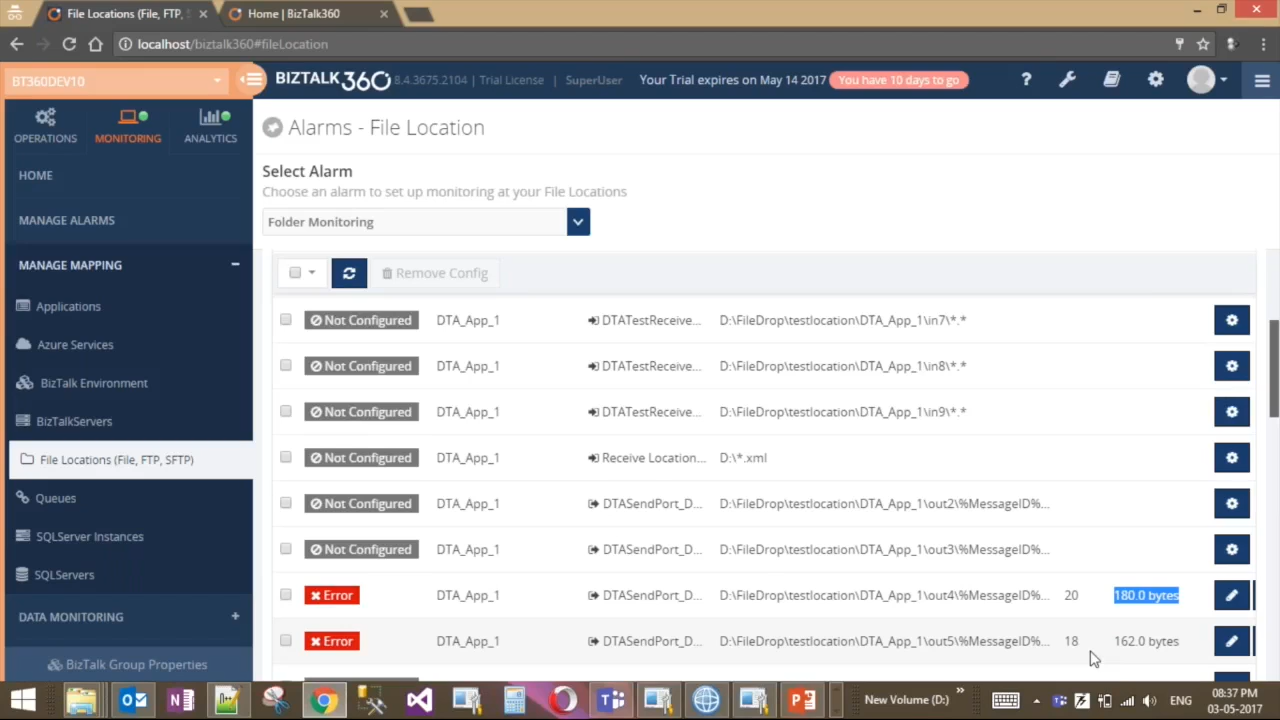 File Locations (File, FTP, S
Home | BizTalk360
localhost/biztalk360#fileLocation
BT360DEV10
BIZTALK360 8.4.3675.2104 | Trial License | SuperUser Your Trial expires on May 14 2017 You have 10 days to go
OPERATIONS MONITORING ANALYTICS
HOME
MANAGE ALARMS
MANAGE MAPPING
Applications
Azure Services
BizTalk Environment
BizTalkServers
File Locations (File, FTP, SFTP)
Queues
SQLServer Instances
SQLServers
DATA MONITORING +
BizTalk Group Properties
Alarms - File Location
Select Alarm
Choose an alarm to set up monitoring at your File Locations
Folder Monitoring
Remove Config
Not Configured DTA_App_1 DTATestReceive... D:\FileDrop\testlocation\DTA_App_1\in7\*.*
Not Configured DTA_App_1 DTATestReceive... D:\FileDrop\testlocation\DTA_App_1\in8\*.*
Not Configured DTA_App_1 DTATestReceive... D:\FileDrop\testlocation\DTA_App_1\in9\*.*
Not Configured DTA_App_1 Receive Location... D:\*.xml
Not Configured DTA_App_1 DTASendPort_D... D:\FileDrop\testlocation\DTA_App_1\out2\%MessageID%...
Not Configured DTA_App_1 DTASendPort_D... D:\FileDrop\testlocation\DTA_App_1\out3\%MessageID%...
Error DTA_App_1 DTASendPort_D... D:\FileDrop\testlocation\DTA_App_1\out4\%MessageID%... 20 180.0 bytes
Error DTA_App_1 DTASendPort_D... D:\FileDrop\testlocation\DTA_App_1\out5\%MessageID%... 18 162.0 bytes
New Volume (D:) » ENG 08:37 PM
03-05-2017